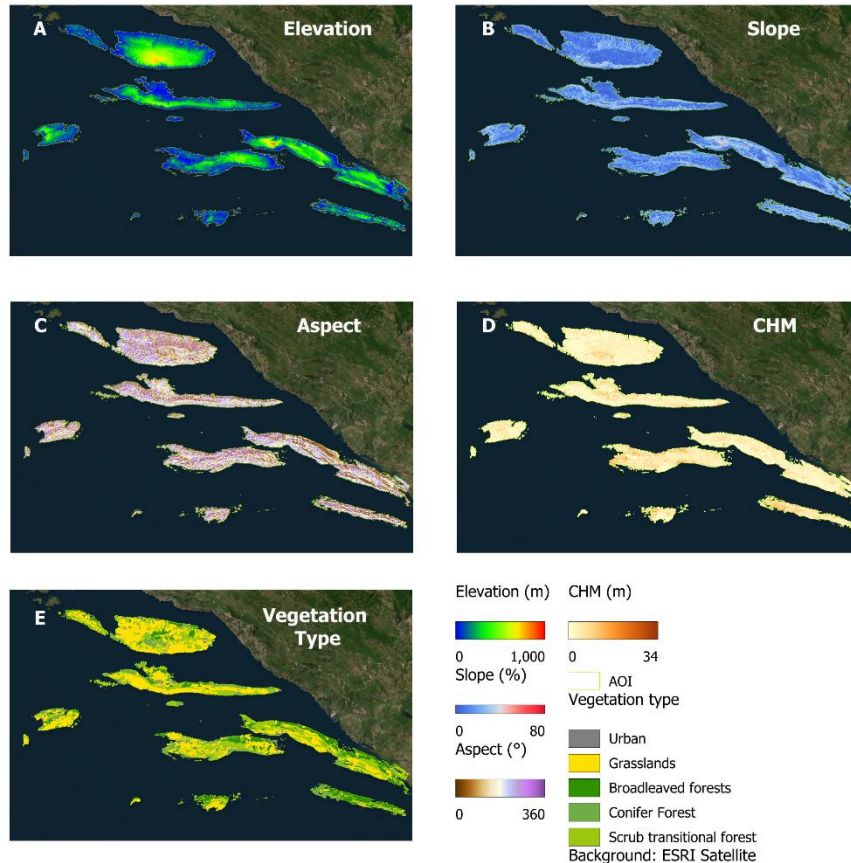 A Elevation
B Slope
C Aspect
D CHM
E Vegetation
Type
Elevation (m) CHM (m)
0 1,000 0 34
Slope (%) AOI
Vegetation type
0 80 Urban
Aspect (°) Grasslands
Broadleaved forests
0 360 Conifer Forest
Scrub transitional forest
Background: ESRI Satellite